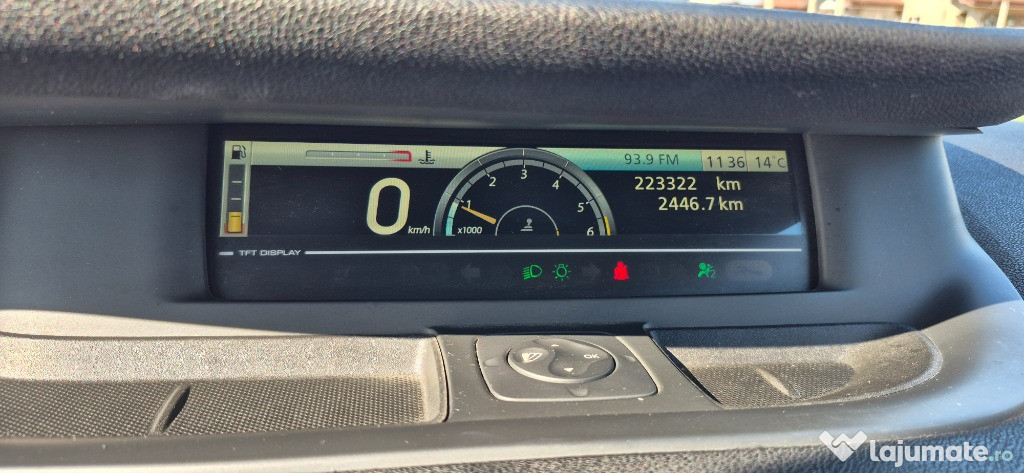 93.9 FM 11 36 14°C
0 km/h
1 2 3 4 5 6
x1000
223322 km
2446.7 km
TFT DISPLAY
OK
lajumate.ro